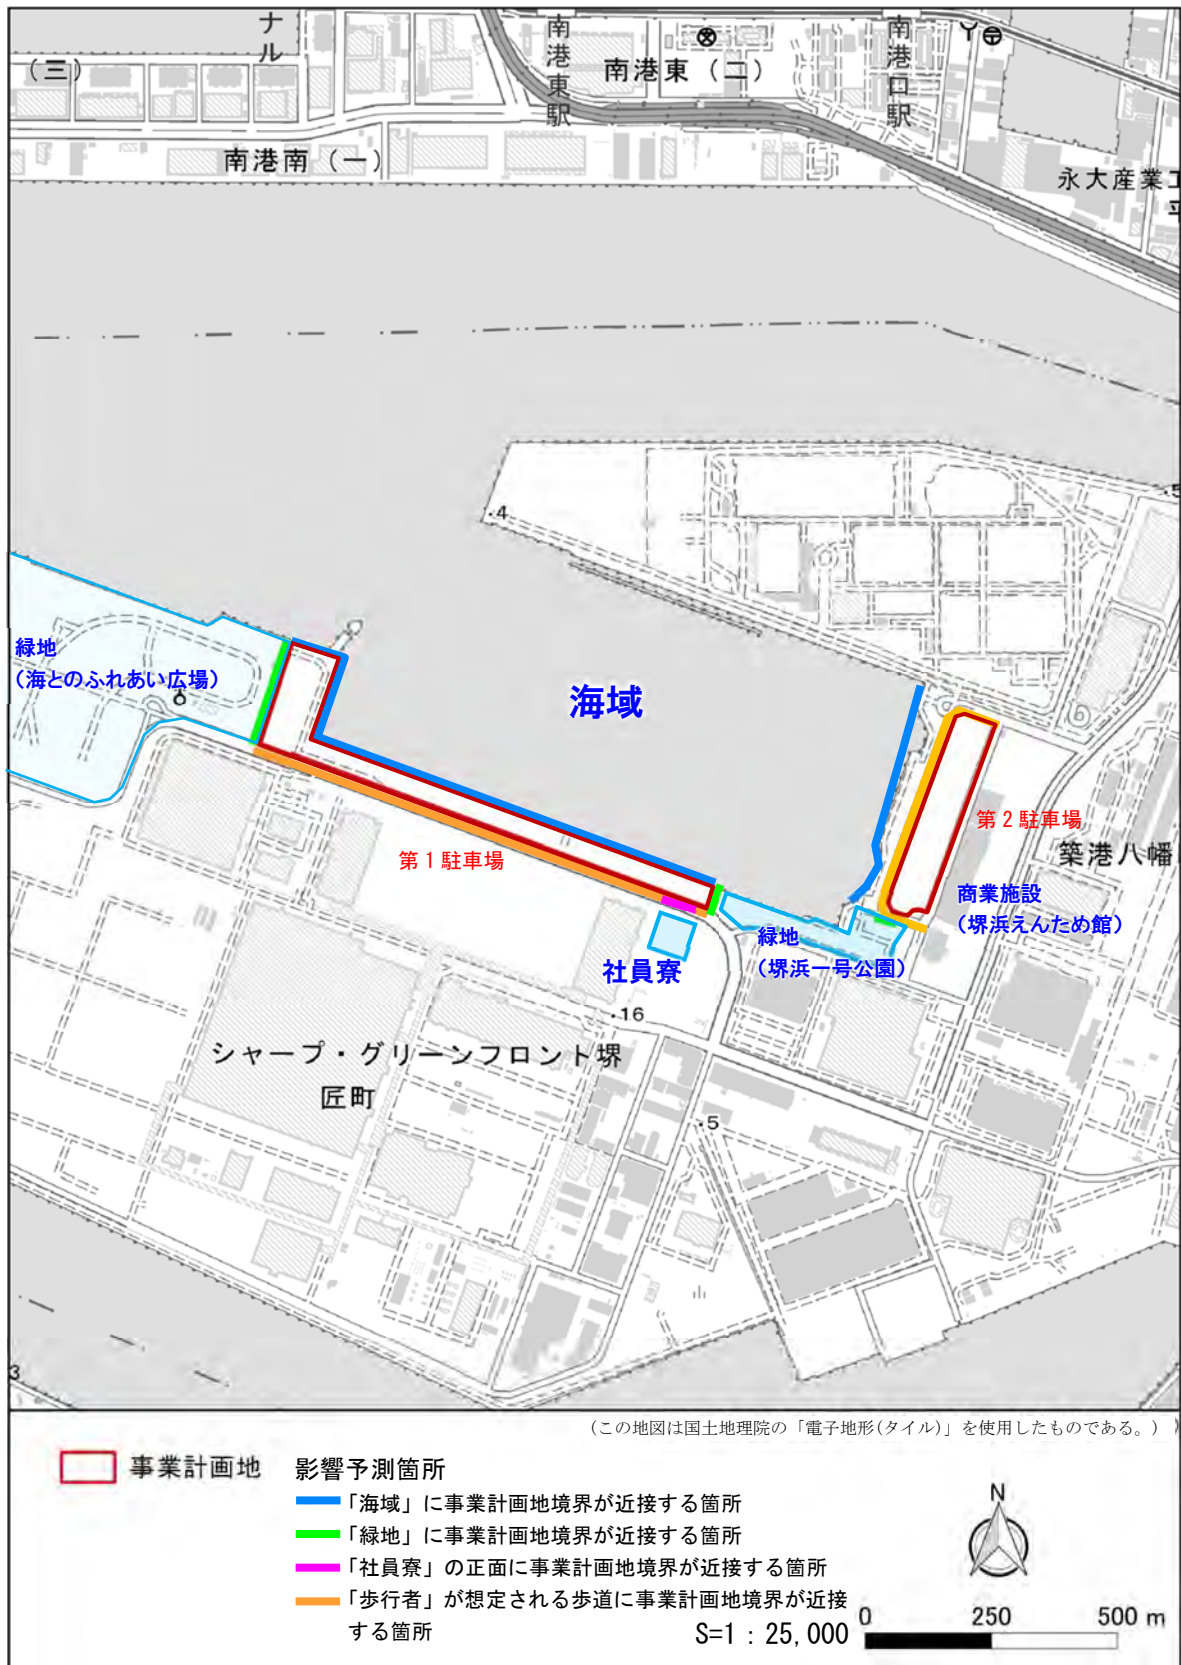 ナル
(三)
南港東駅
南港東(二)
南港口駅
南港南(一)
永大産業
・4
・5
緑地
(海とのふれあい広場)
海域
第1駐車場
第2駐車場
築港八幡
商業施設
(堺浜えんため館)
緑地
(堺浜一号公園)
社員寮
・16
シャープ・グリーンフロント堺
匠町
・5
3
(この地図は国土地理院の「電子地形(タイル)」を使用したものである。)
事業計画地
影響予測箇所
「海域」に事業計画地境界が近接する箇所
「緑地」に事業計画地境界が近接する箇所
「社員寮」の正面に事業計画地境界が近接する箇所
「歩行者」が想定される歩道に事業計画地境界が近接
する箇所
N
S=1:25,000
0 250 500 m